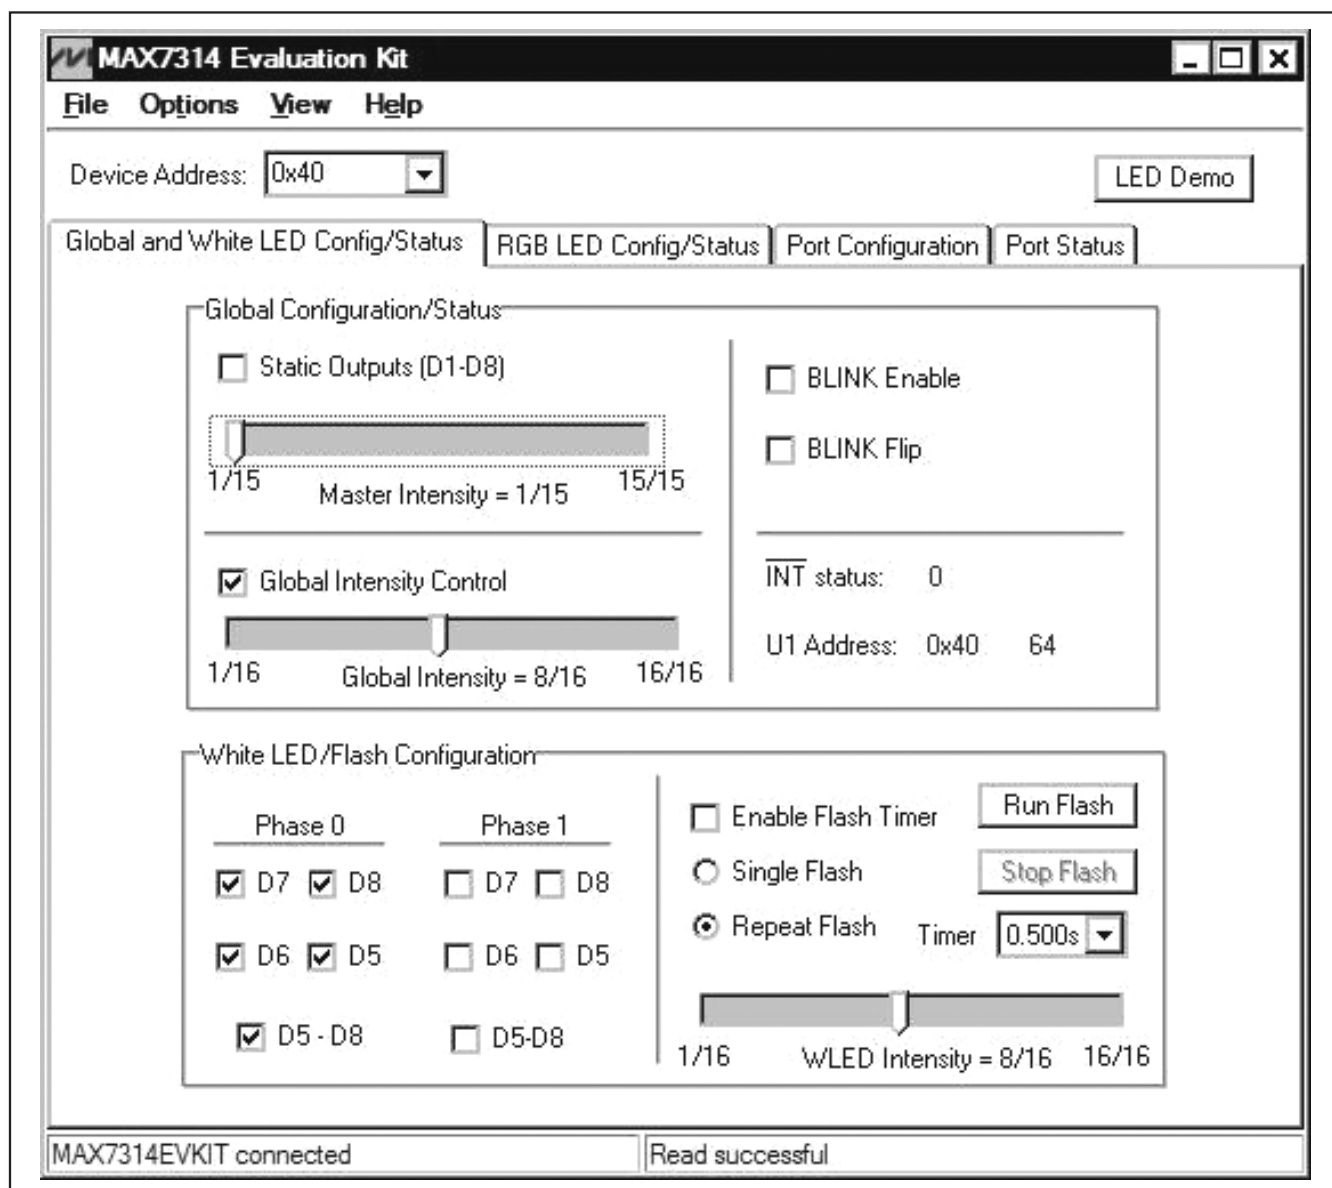 MAX7314 Evaluation Kit
File Options View Help
Device Address: 0x40 LED Demo
Global and White LED Config/Status RGB LED Config/Status Port Configuration Port Status
Global Configuration/Status
Static Outputs (D1-D8)
1/15 Master Intensity = 1/15 15/15
Global Intensity Control
1/16 Global Intensity = 8/16 16/16
BLINK Enable
BLINK Flip
INT status: 0
U1 Address: 0x40 64
White LED/Flash Configuration
Phase 0 Phase 1
D7 D8 D7 D8
D6 D5 D6 D5
D5 - D8 D5-D8
Enable Flash Timer Run Flash
Single Flash Stop Flash
Repeat Flash Timer 0.500s
1/16 WLED Intensity = 8/16 16/16
MAX7314EVKIT connected Read successful